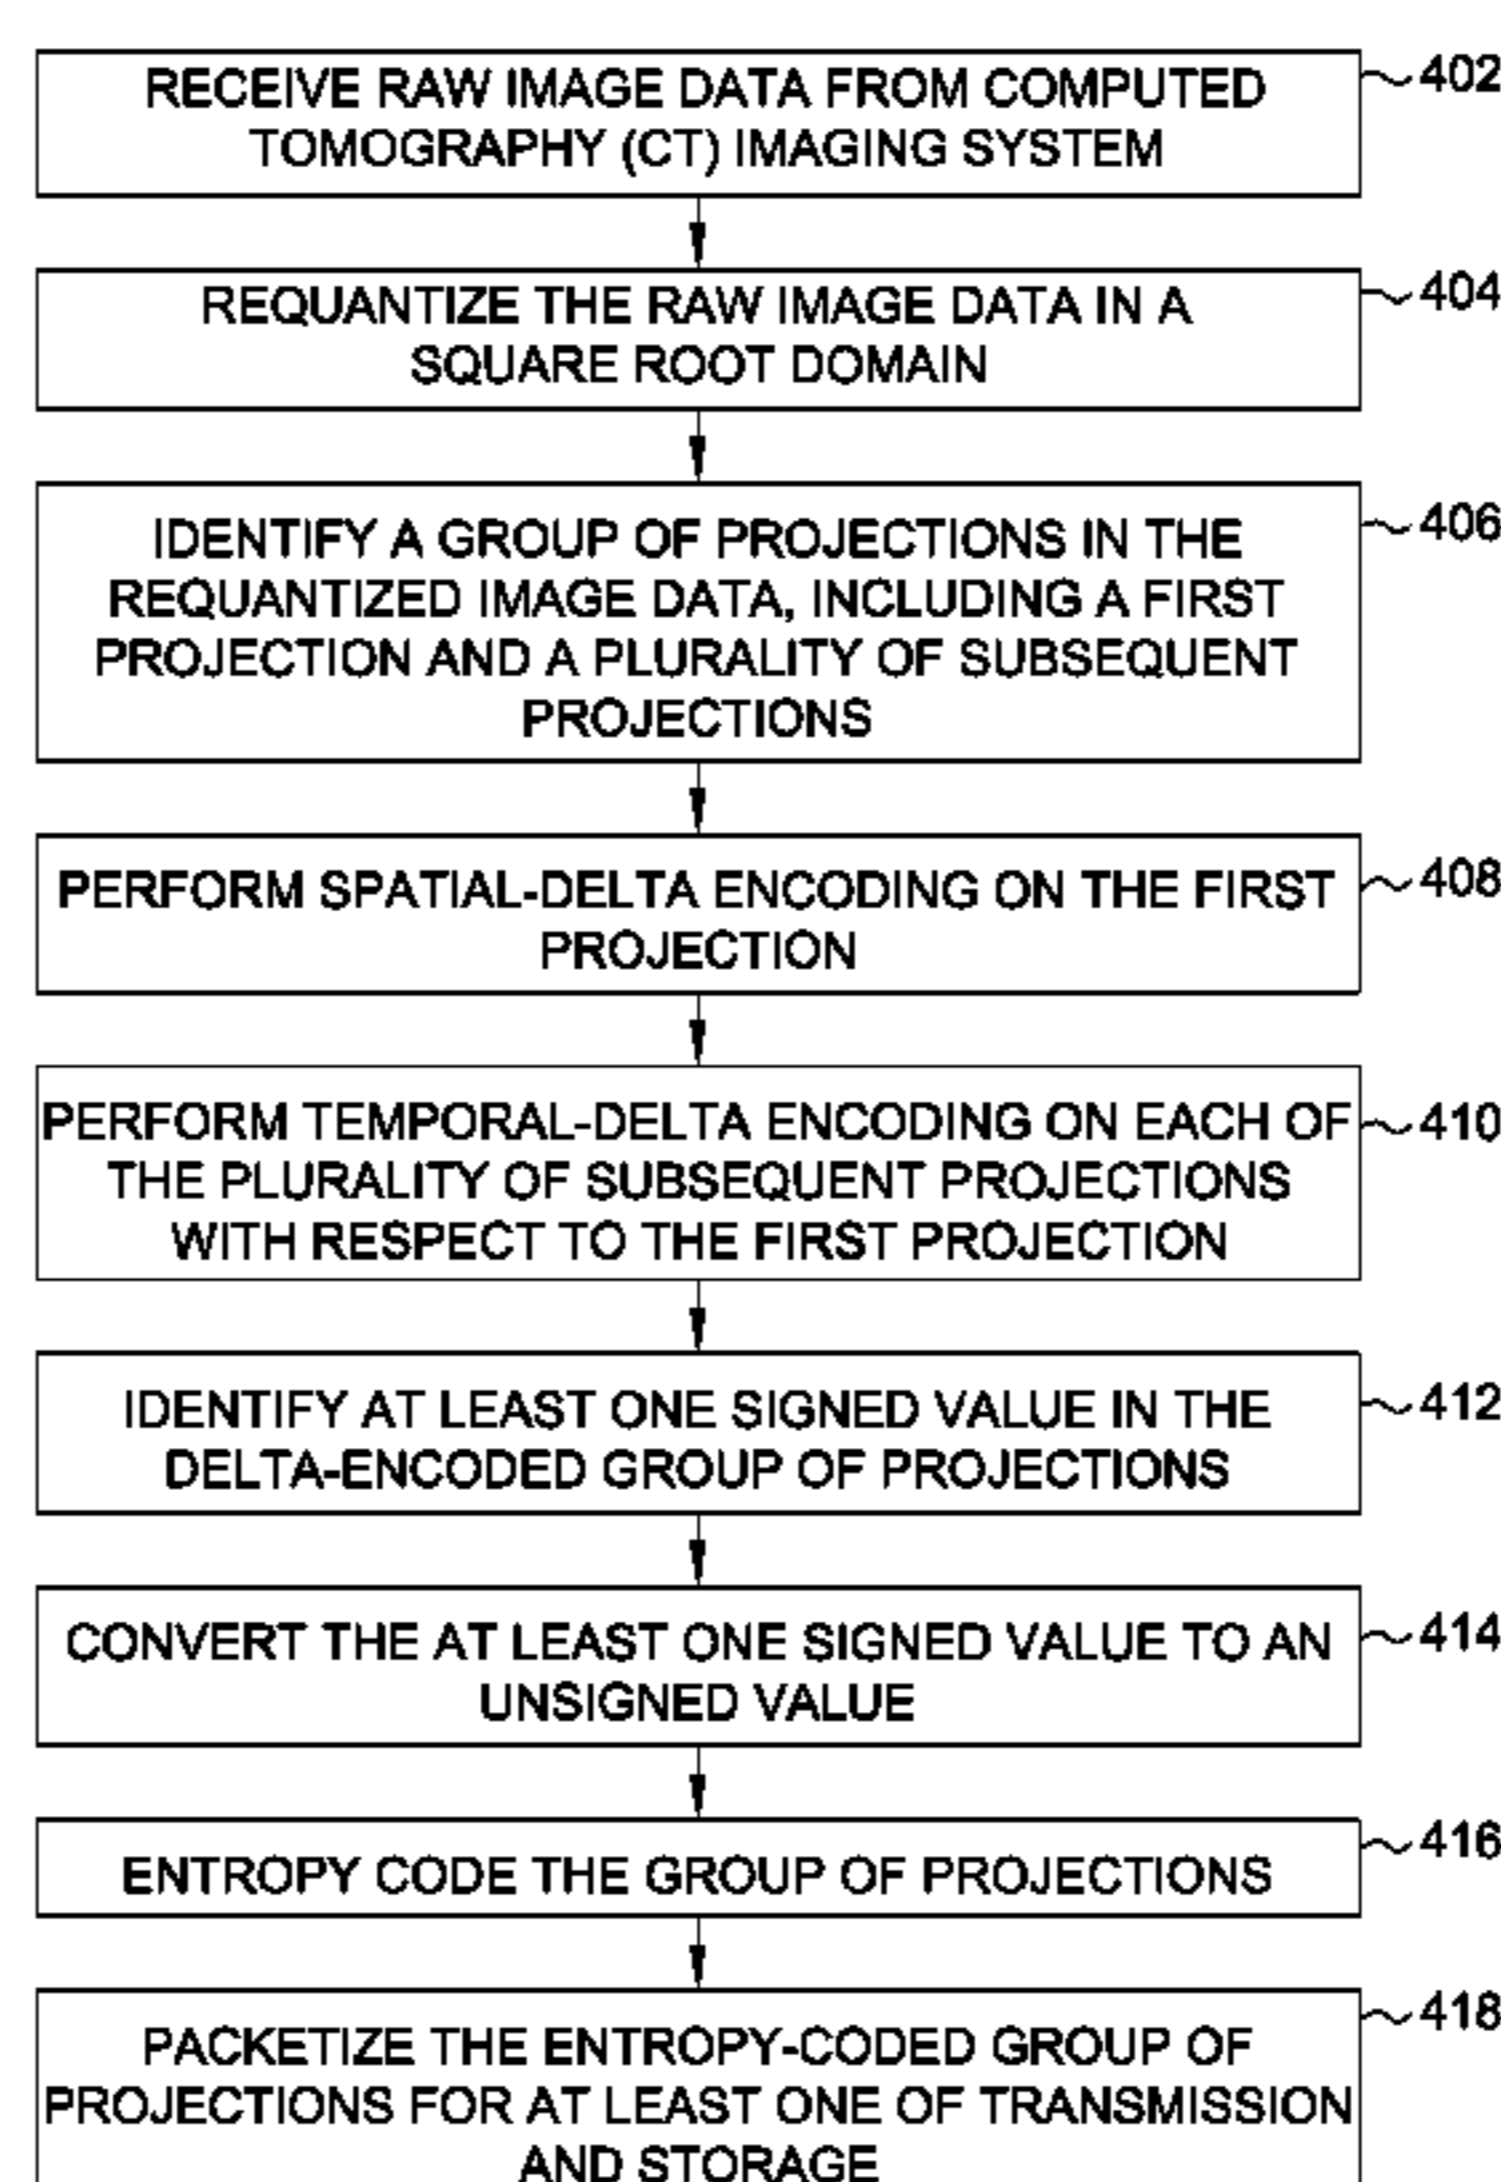 RECEIVE RAW IMAGE DATA FROM COMPUTED
TOMOGRAPHY (CT) IMAGING SYSTEM
402
REQUANTIZE THE RAW IMAGE DATA IN A
SQUARE ROOT DOMAIN
404
IDENTIFY A GROUP OF PROJECTIONS IN THE
REQUANTIZED IMAGE DATA, INCLUDING A FIRST
PROJECTION AND A PLURALITY OF SUBSEQUENT
PROJECTIONS
406
PERFORM SPATIAL-DELTA ENCODING ON THE FIRST
PROJECTION
408
PERFORM TEMPORAL-DELTA ENCODING ON EACH OF
THE PLURALITY OF SUBSEQUENT PROJECTIONS
WITH RESPECT TO THE FIRST PROJECTION
410
IDENTIFY AT LEAST ONE SIGNED VALUE IN THE
DELTA-ENCODED GROUP OF PROJECTIONS
412
CONVERT THE AT LEAST ONE SIGNED VALUE TO AN
UNSIGNED VALUE
414
ENTROPY CODE THE GROUP OF PROJECTIONS
416
PACKETIZE THE ENTROPY-CODED GROUP OF
PROJECTIONS FOR AT LEAST ONE OF TRANSMISSION
AND STORAGE
418